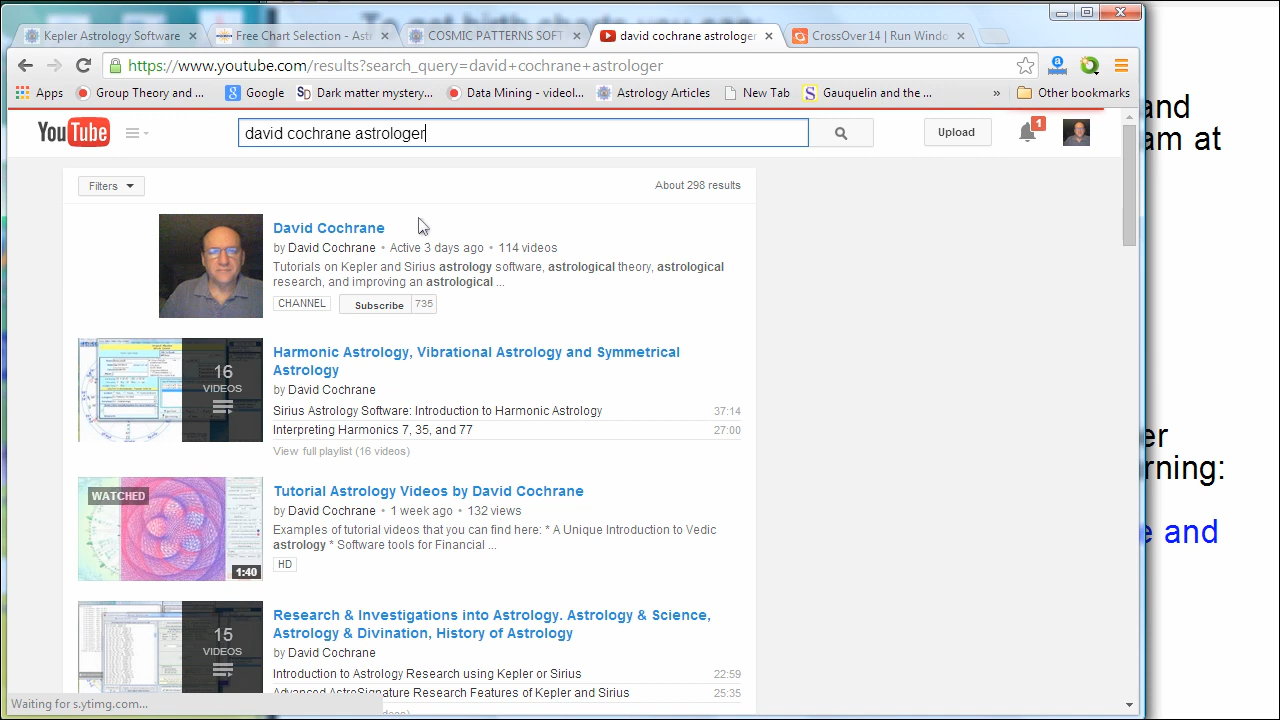 Kepler Astrology Software
Free Chart Selection - Ast
COSMIC PATTERNS SOFT
david cochrane astrologer
CrossOver 14 | Run Windo
https://www.youtube.com/results?search_query=david+cochrane+astrologer
Apps
Group Theory and ...
Google
Dark matter mystery...
Data Mining - videol...
Astrology Articles
New Tab
Gauquelin and the ...
»
Other bookmarks
YouTube
david cochrane astrologer
Upload
1
Filters
About 298 results
David Cochrane
by David Cochrane • Active 3 days ago • 114 videos
Tutorials on Kepler and Sirius astrology software, astrological theory, astrological
research, and improving an astrological ...
CHANNEL
Subscribe 735
16
VIDEOS
Harmonic Astrology, Vibrational Astrology and Symmetrical
Astrology
by David Cochrane
Sirius Astrology Software: Introduction to Harmonic Astrology 37:14
Interpreting Harmonics 7, 35, and 77 27:00
View full playlist (16 videos)
WATCHED
1:40
Tutorial Astrology Videos by David Cochrane
by David Cochrane • 1 week ago • 132 views
Examples of tutorial videos that you can find here: * A Unique Introduction to Vedic
astrology * Software tools for Financial ...
HD
15
VIDEOS
Research & Investigations into Astrology. Astrology & Science,
Astrology & Divination, History of Astrology
by David Cochrane
Introduction to Astrology Research using Kepler or Sirius 22:59
Signature Research Features of Kepler and Sirius 25:35
Waiting for s.ytimg.com...
and
am at
er
rning:
e and